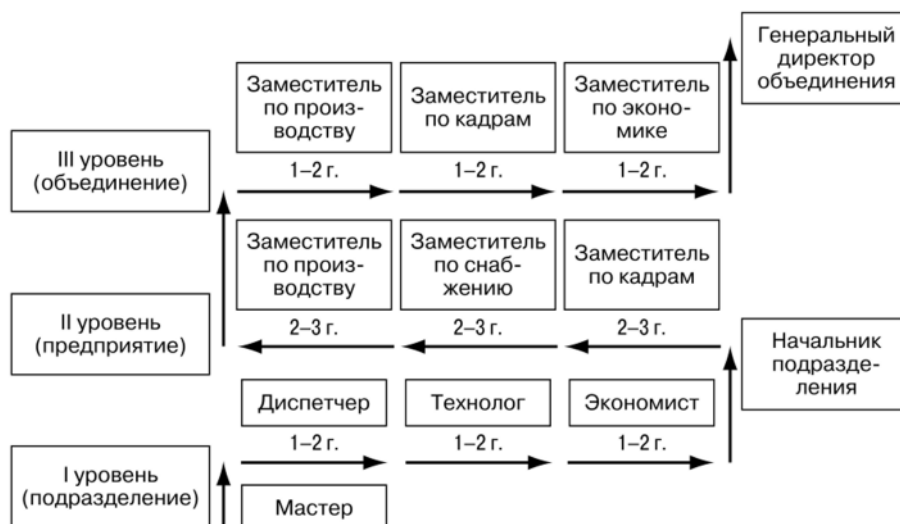 Генеральный
директор
объединения
Заместитель
по произ-
водству
Заместитель
по кадрам
Заместитель
по эконо-
мике
III уровень
(объединение)
1–2 г.
1–2 г.
1–2 г.
Заместитель
по произ-
водству
Заместитель
по снаб-
жению
Заместитель
по кадрам
II уровень
(предприятие)
2–3 г.
2–3 г.
2–3 г.
Начальник
подразде-
ления
Диспетчер
Технолог
Экономист
1–2 г.
1–2 г.
1–2 г.
I уровень
(подразделение)
Мастер